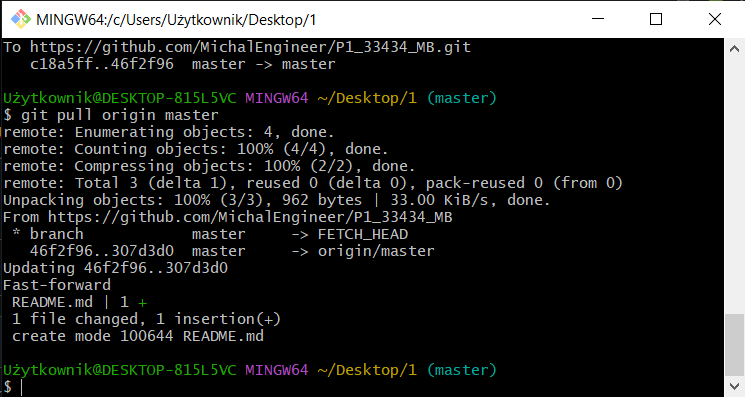 MINGW64:/c/Users/Użytkownik/Desktop/1
To https://github.com/MichalEngineer/P1_33434_MB.git
   c18a5ff..46f2f96  master -> master
Użytkownik@DESKTOP-815L5VC MINGW64 ~/Desktop/1 (master)
$ git pull origin master
remote: Enumerating objects: 4, done.
remote: Counting objects: 100% (4/4), done.
remote: Compressing objects: 100% (2/2), done.
remote: Total 3 (delta 1), reused 0 (delta 0), pack-reused 0 (from 0)
Unpacking objects: 100% (3/3), 962 bytes | 33.00 KiB/s, done.
From https://github.com/MichalEngineer/P1_33434_MB
 * branch            master     -> FETCH_HEAD
   46f2f96..307d3d0  master     -> origin/master
Updating 46f2f96..307d3d0
Fast-forward
 README.md | 1 +
 1 file changed, 1 insertion(+)
 create mode 100644 README.md
Użytkownik@DESKTOP-815L5VC MINGW64 ~/Desktop/1 (master)
$